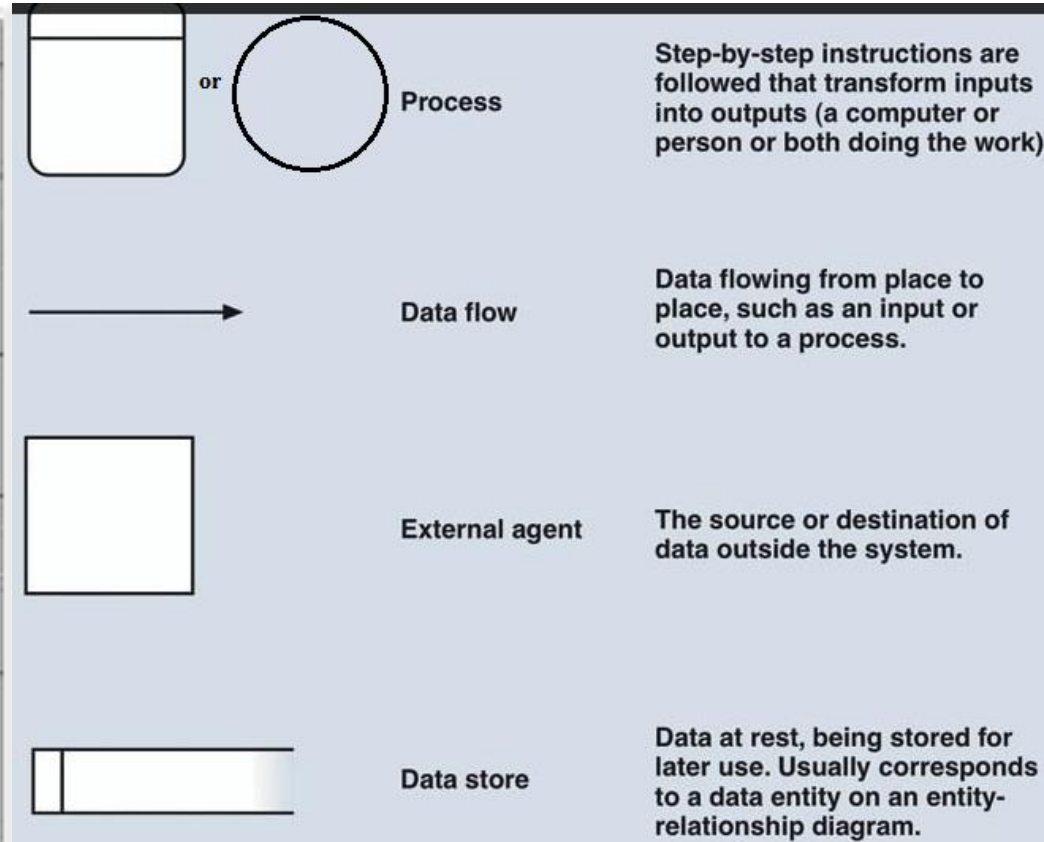 or
Process
Step-by-step instructions are
followed that transform inputs
into outputs (a computer or
person or both doing the work)
Data flow
Data flowing from place to
place, such as an input or
output to a process.
External agent
The source or destination of
data outside the system.
Data store
Data at rest, being stored for
later use. Usually corresponds
to a data entity on an entity-
relationship diagram.